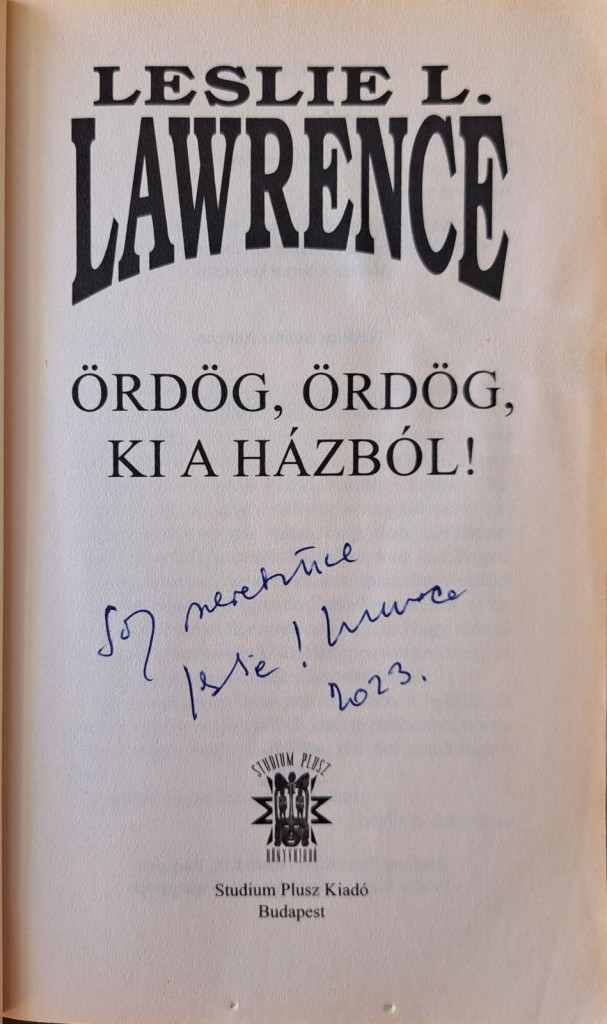 LESLIE L.
LAWRENCE
ÖRDÖG, ÖRDÖG,
KI A HÁZBÓL!
Sok szeretettel
Leslie L. Lawrence
2023.
STUDIUM PLUSZ
KÖNYVKIADÓ
Studium Plusz Kiadó
Budapest